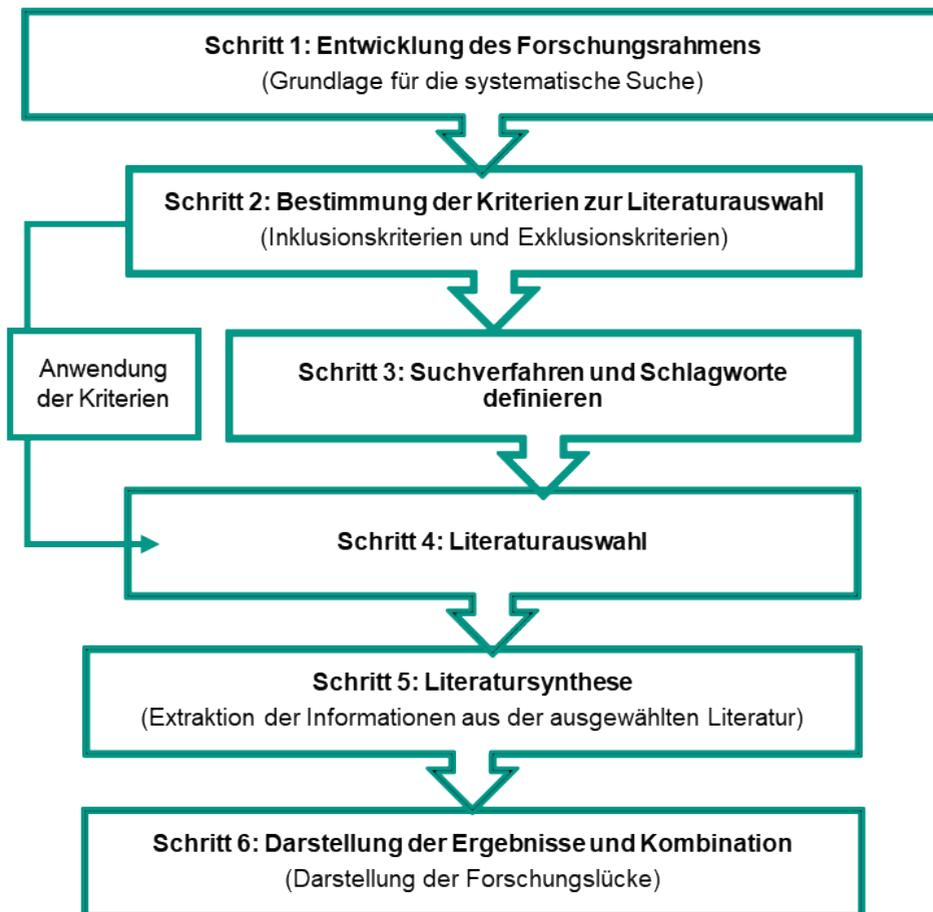 Schritt 1: Entwicklung des Forschungsrahmens
(Grundlage für die systematische Suche)
Schritt 2: Bestimmung der Kriterien zur Literaturauswahl
(Inklusionskriterien und Exklusionskriterien)
Anwendung
der Kriterien
Schritt 3: Suchverfahren und Schlagworte
definieren
Schritt 4: Literaturauswahl
Schritt 5: Literatursynthese
(Extraktion der Informationen aus der ausgewählten Literatur)
Schritt 6: Darstellung der Ergebnisse und Kombination
(Darstellung der Forschungslücke)